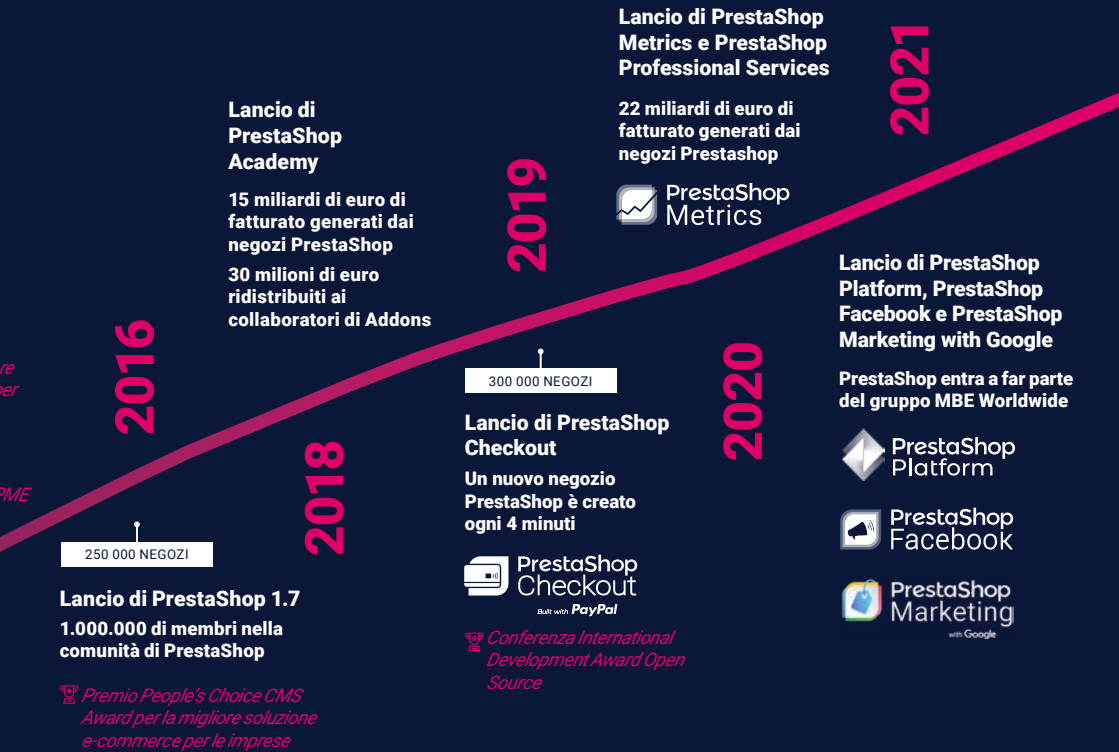 re
per
PME
2016
250 000 NEGOZI
Lancio di PrestaShop 1.7
1.000.000 di membri nella
comunità di PrestaShop
Premio People's Choice CMS
Award per la migliore soluzione
e-commerce per le imprese
2018
Lancio di
PrestaShop
Academy
15 miliardi di euro di
fatturato generati dai
negozi PrestaShop
30 milioni di euro
ridistribuiti ai
collaboratori di Addons
2019
300 000 NEGOZI
Lancio di PrestaShop
Checkout
Un nuovo negozio
PrestaShop è creato
ogni 4 minuti
PrestaShop
Checkout
Built with PayPal
Conferenza International
Development Award Open
Source
2020
Lancio di PrestaShop
Metrics e PrestaShop
Professional Services
22 miliardi di euro di
fatturato generati dai
negozi Prestashop
PrestaShop
Metrics
2021
Lancio di PrestaShop
Platform, PrestaShop
Facebook e PrestaShop
Marketing with Google
PrestaShop entra a far parte
del gruppo MBE Worldwide
PrestaShop
Platform
PrestaShop
Facebook
PrestaShop
Marketing
with Google